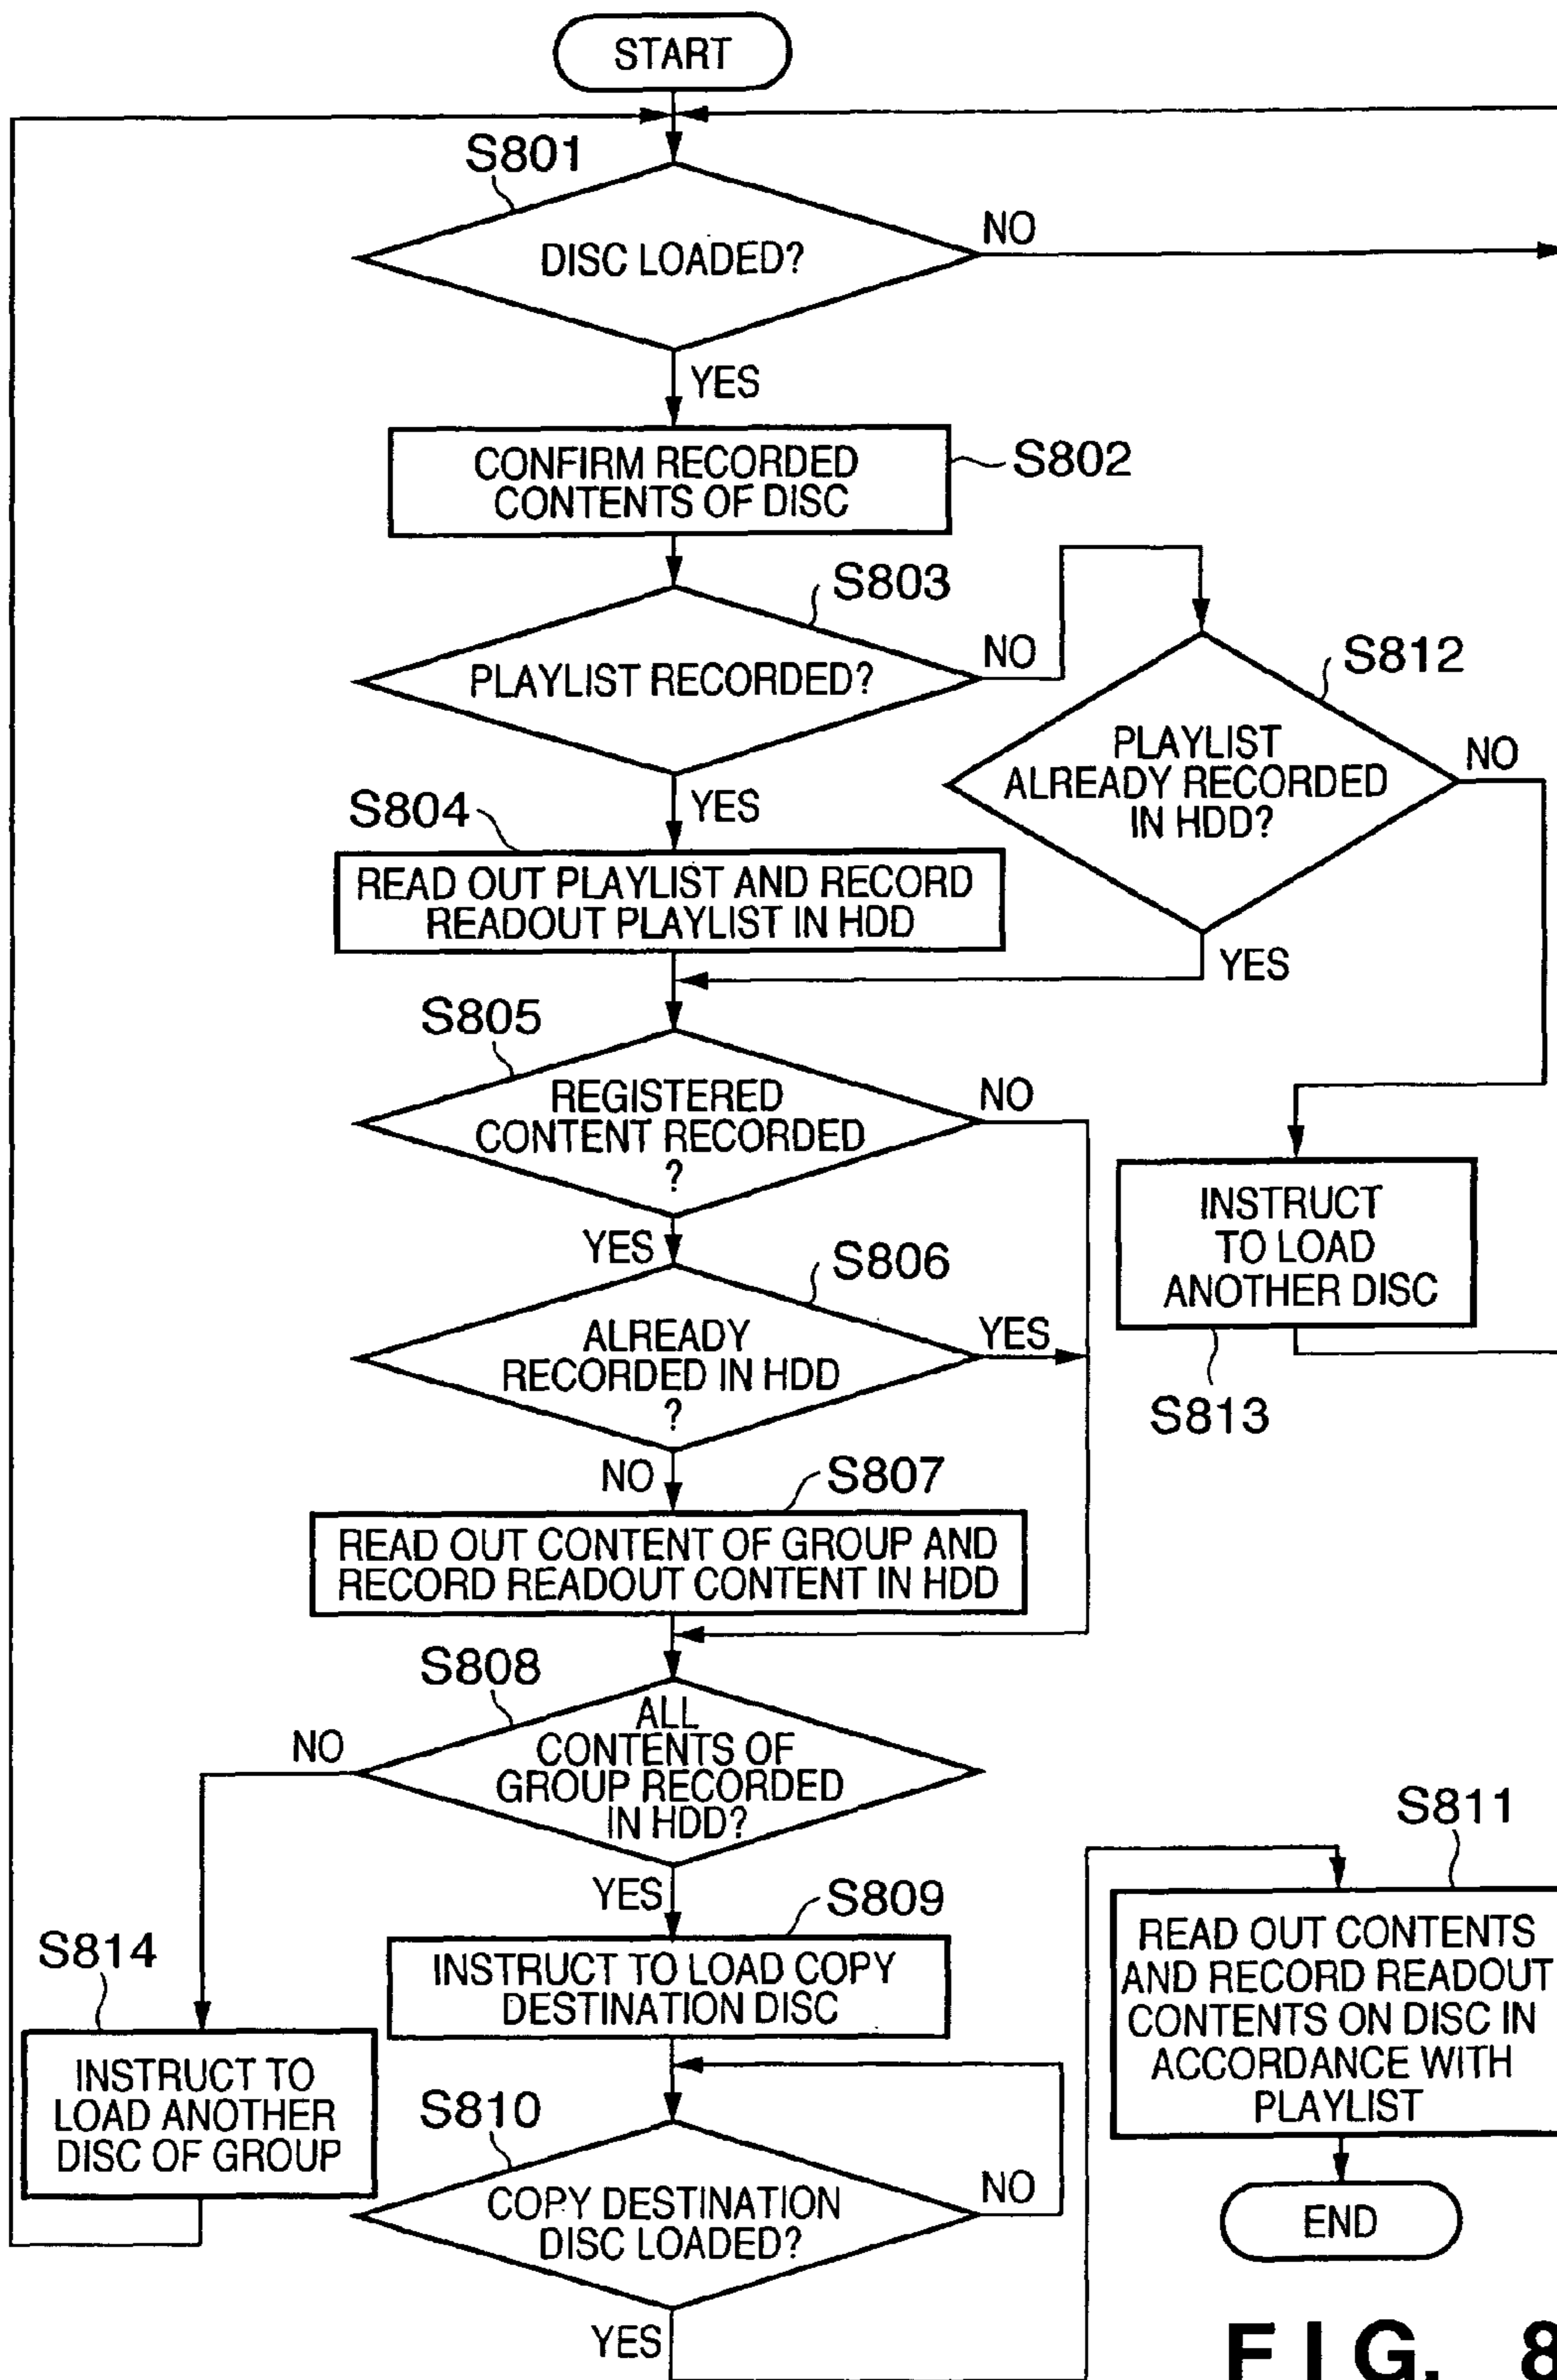 START
S801
DISC LOADED?
NO
YES
CONFIRM RECORDED
CONTENTS OF DISC
S802
S803
PLAYLIST RECORDED?
NO
YES
S812
PLAYLIST
ALREADY RECORDED
IN HDD?
NO
YES
S804
READ OUT PLAYLIST AND RECORD
READOUT PLAYLIST IN HDD
S805
REGISTERED
CONTENT RECORDED
?
NO
YES
INSTRUCT
TO LOAD
ANOTHER DISC
S813
S806
ALREADY
RECORDED IN HDD
?
YES
NO
S807
READ OUT CONTENT OF GROUP AND
RECORD READOUT CONTENT IN HDD
S808
ALL
CONTENTS OF
GROUP RECORDED
IN HDD?
NO
YES
S809
INSTRUCT TO LOAD COPY
DESTINATION DISC
S814
INSTRUCT TO
LOAD ANOTHER
DISC OF GROUP
S810
COPY DESTINATION
DISC LOADED?
NO
YES
S811
READ OUT CONTENTS
AND RECORD READOUT
CONTENTS ON DISC IN
ACCORDANCE WITH
PLAYLIST
END
FIG. 8